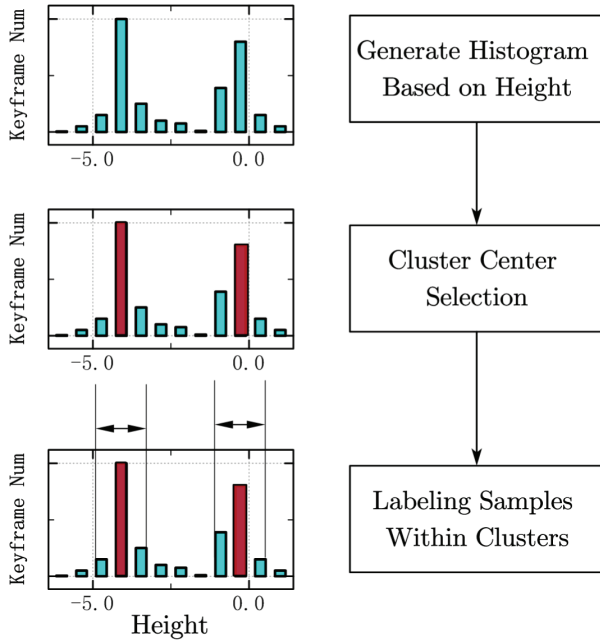 Keyframe Num
-5.0 0.0
Generate Histogram
Based on Height
Keyframe Num
-5.0 0.0
Cluster Center
Selection
Keyframe Num
-5.0 0.0
Height
Labeling Samples
Within Clusters